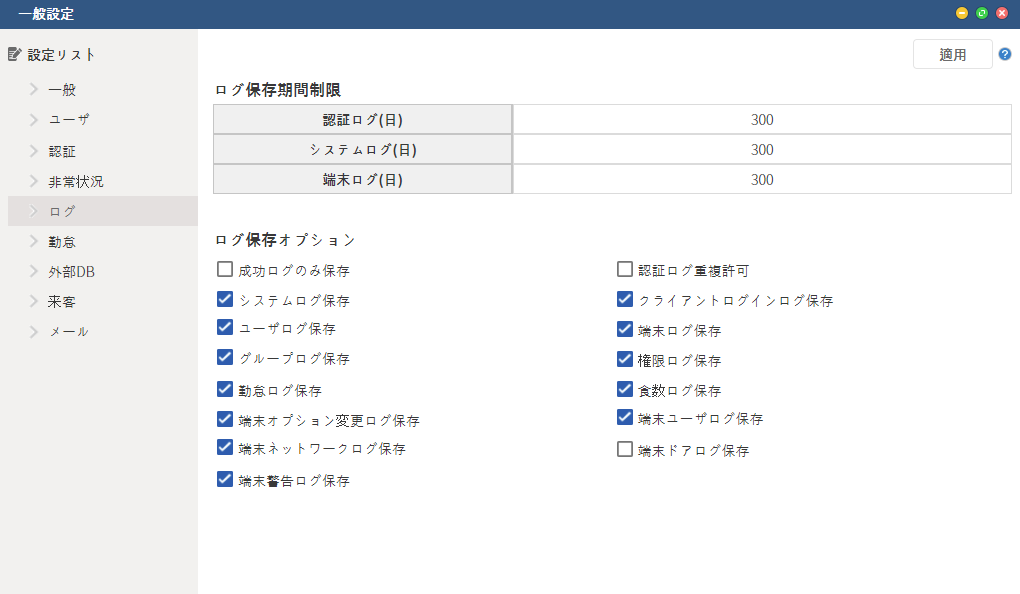 一般設定
設定リスト
一般
ユーザ
認証
非常状況
ログ
勤怠
外部DB
来客
メール
適用
ログ保存期間制限
認証ログ(日) 300
システムログ(日) 300
端末ログ(日) 300
ログ保存オプション
成功ログのみ保存 認証ログ重複許可
システムログ保存 クライアントログインログ保存
ユーザログ保存 端末ログ保存
グループログ保存 権限ログ保存
勤怠ログ保存 食数ログ保存
端末オプション変更ログ保存 端末ユーザログ保存
端末ネットワークログ保存 端末ドアログ保存
端末警告ログ保存